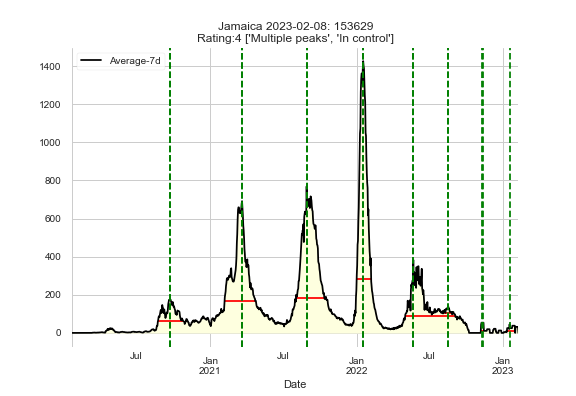 Jamaica 2023-02-08: 153629
Rating:4 ['Multiple peaks', 'In control']
Average-7d
1400
1200
1000
800
600
400
200
0
Jul
Jan
2021
Jul
Jan
2022
Jul
Jan
2023
Date